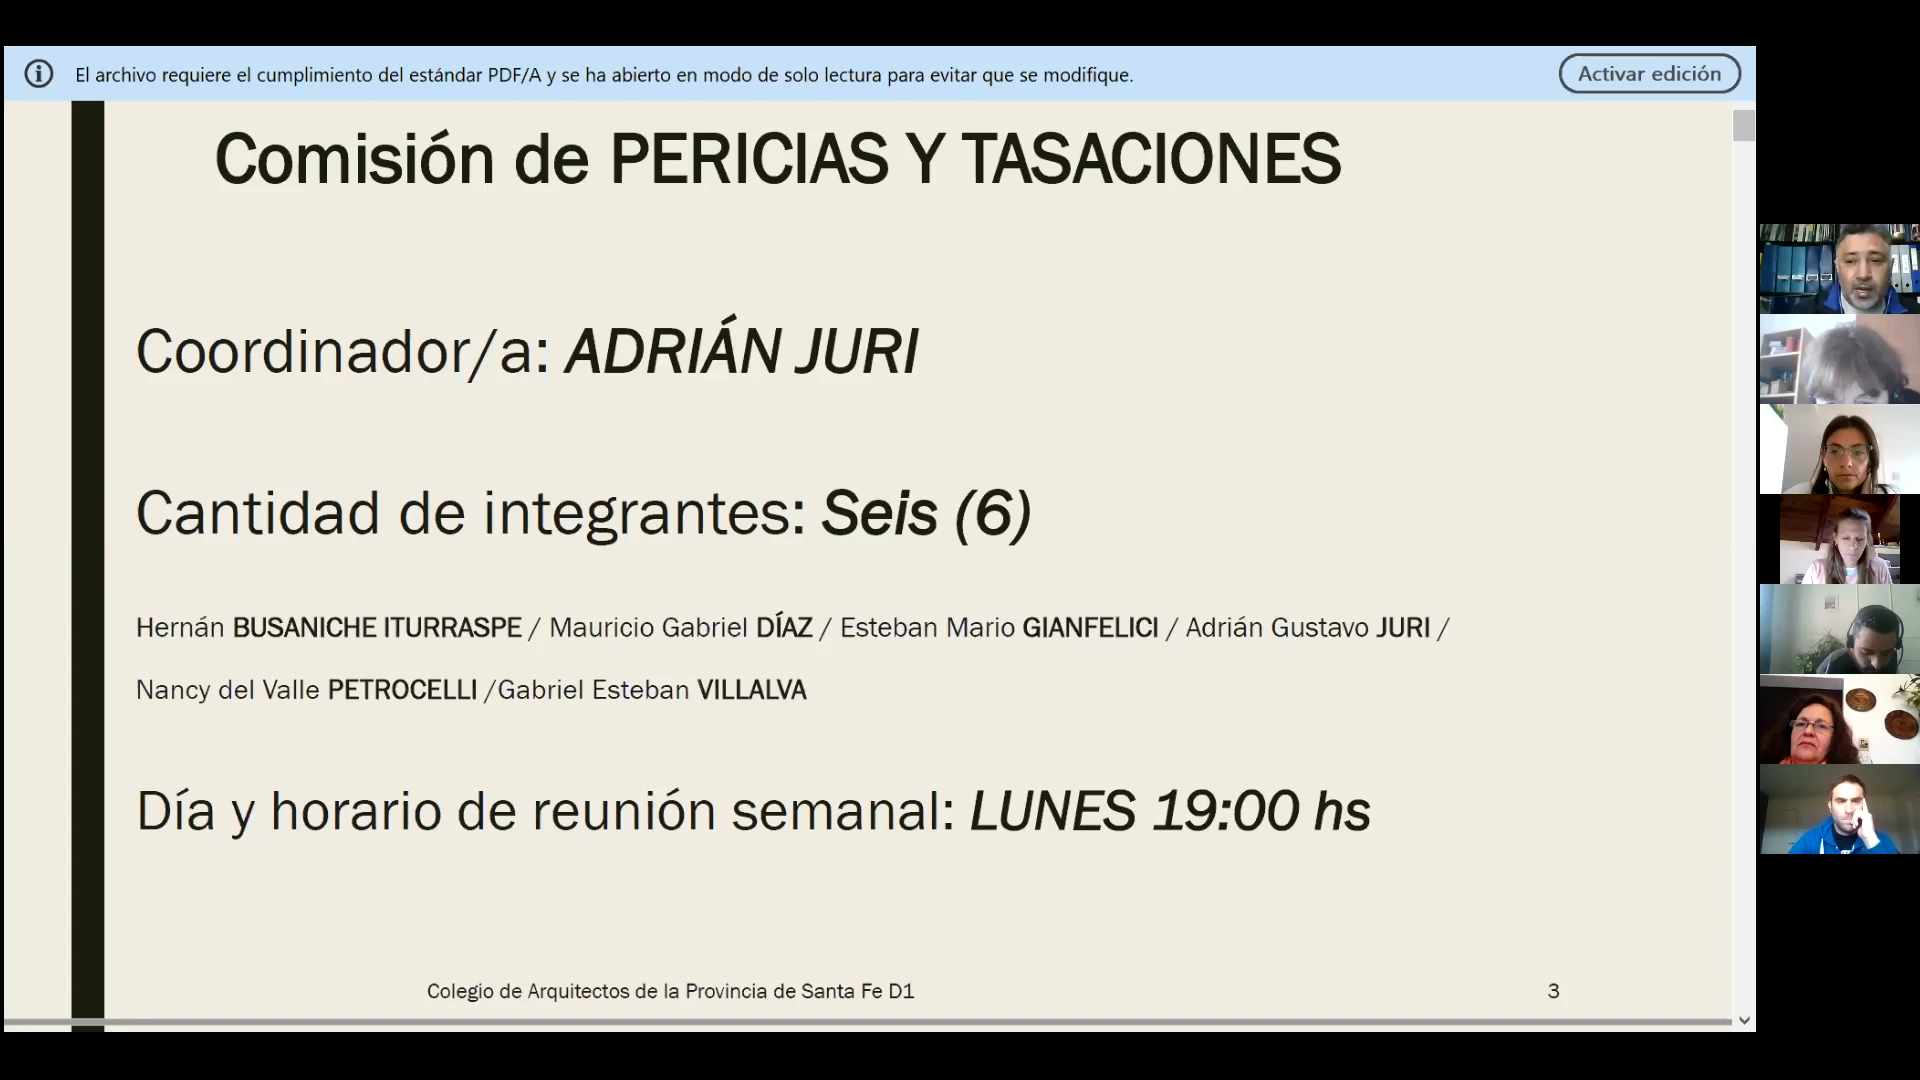 El archivo requiere el cumplimiento del estándar PDF/A y se ha abierto en modo de solo lectura para evitar que se modifique.
Activar edición
Comisión de PERICIAS Y TASACIONES
Coordinador/a: ADRIÁN JURI
Cantidad de integrantes: Seis (6)
Hernán BUSANICHE ITURRASPE / Mauricio Gabriel DÍAZ / Esteban Mario GIANFELICI / Adrián Gustavo JURI /
Nancy del Valle PETROCELLI /Gabriel Esteban VILLALVA
Día y horario de reunión semanal: LUNES 19:00 hs
Colegio de Arquitectos de la Provincia de Santa Fe D1
3